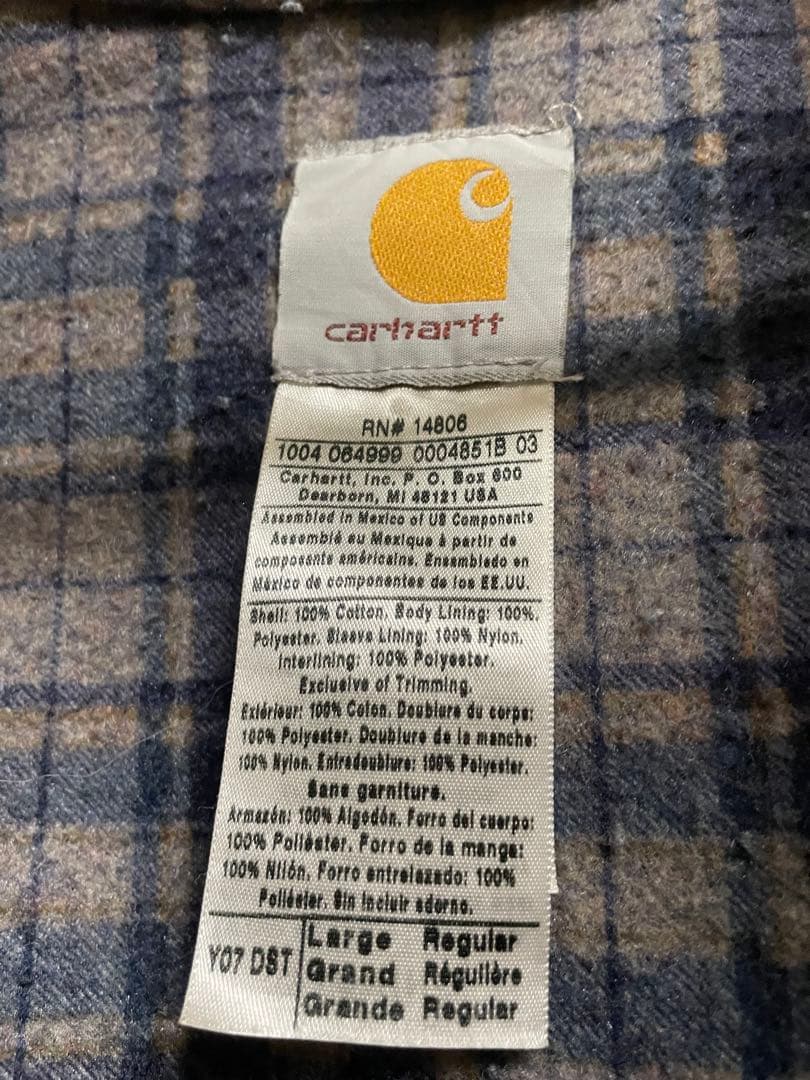 carhartt
RN# 14806
1004 064999 0004851B 03
Carhartt, Inc. P. O. Box 600
Dearborn, MI 48121 USA
Assembled in Mexico of US Components
Assemblé au Mexique à partir de
composants américains. Ensamblado en
México de componentes de los EE.UU.
Shell: 100% Cotton. Body Lining: 100%
Polyester. Sleeve Lining: 100% Nylon.
Interlining: 100% Polyester.
Exclusive of Trimming.
Extérieur: 100% Coton. Doublure du corps:
100% Polyester. Doublure de la manche:
100% Nylon. Entredoublure: 100% Polyester.
Sans garniture.
Armazón: 100% Algodón. Forro del cuerpo:
100% Poliéster. Forro de la manga:
100% Nilón. Forro entrelazado: 100%
Poliéster. Sin incluir adorno.
Y07 DST
Large Regular
Grand Régulière
Grande Regular